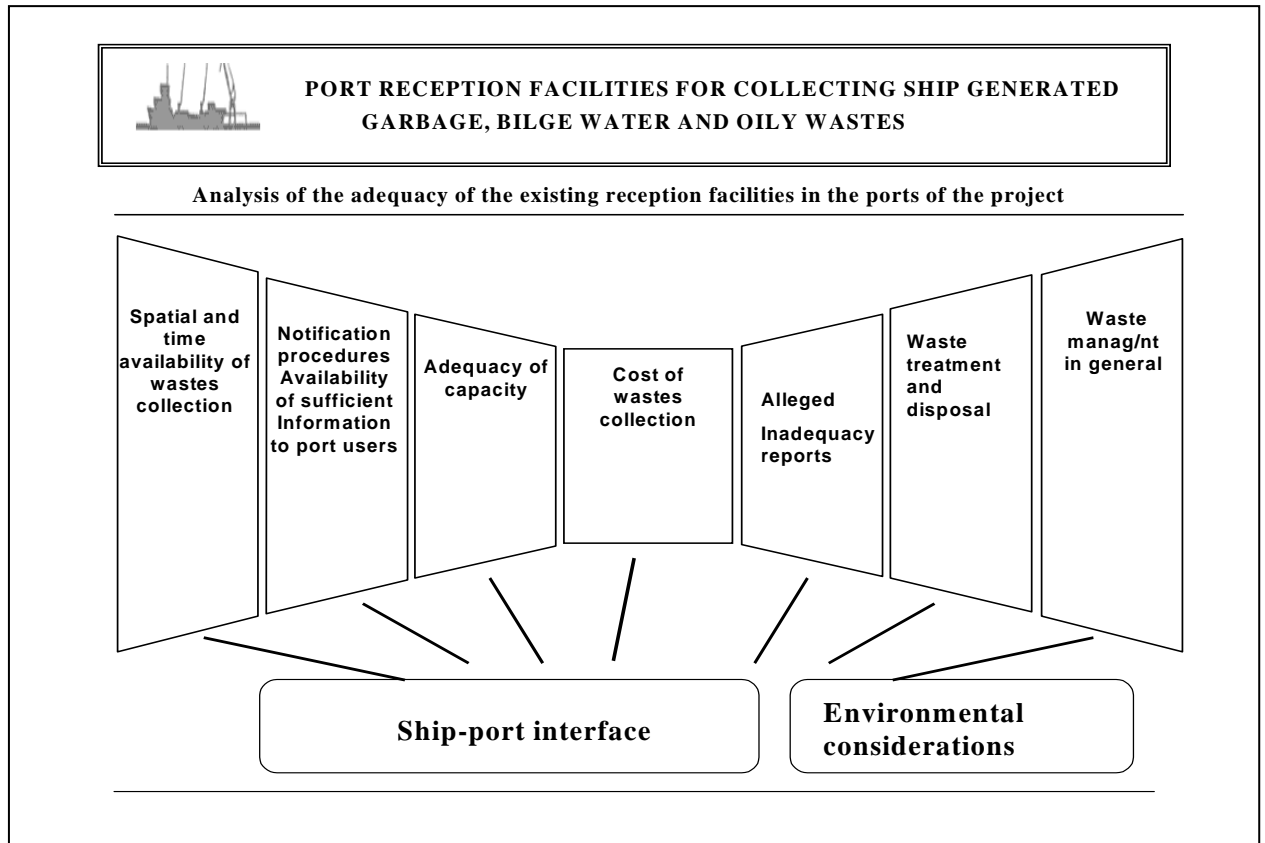 PORT RECEPTION FACILITIES FOR COLLECTING SHIP GENERATED
GARBAGE, BILGE WATER AND OILY WASTES
Analysis of the adequacy of the existing reception facilities in the ports of the project
Spatial and
time
availability of
wastes
collection
Notification
procedures
Availability
of sufficient
Information
to port users
Adequacy of
capacity
Cost of
wastes
collection
Alleged
Inadequacy
reports
Waste
treatment
and
disposal
Waste
manag/nt
in general
Ship-port interface
Environmental
considerations